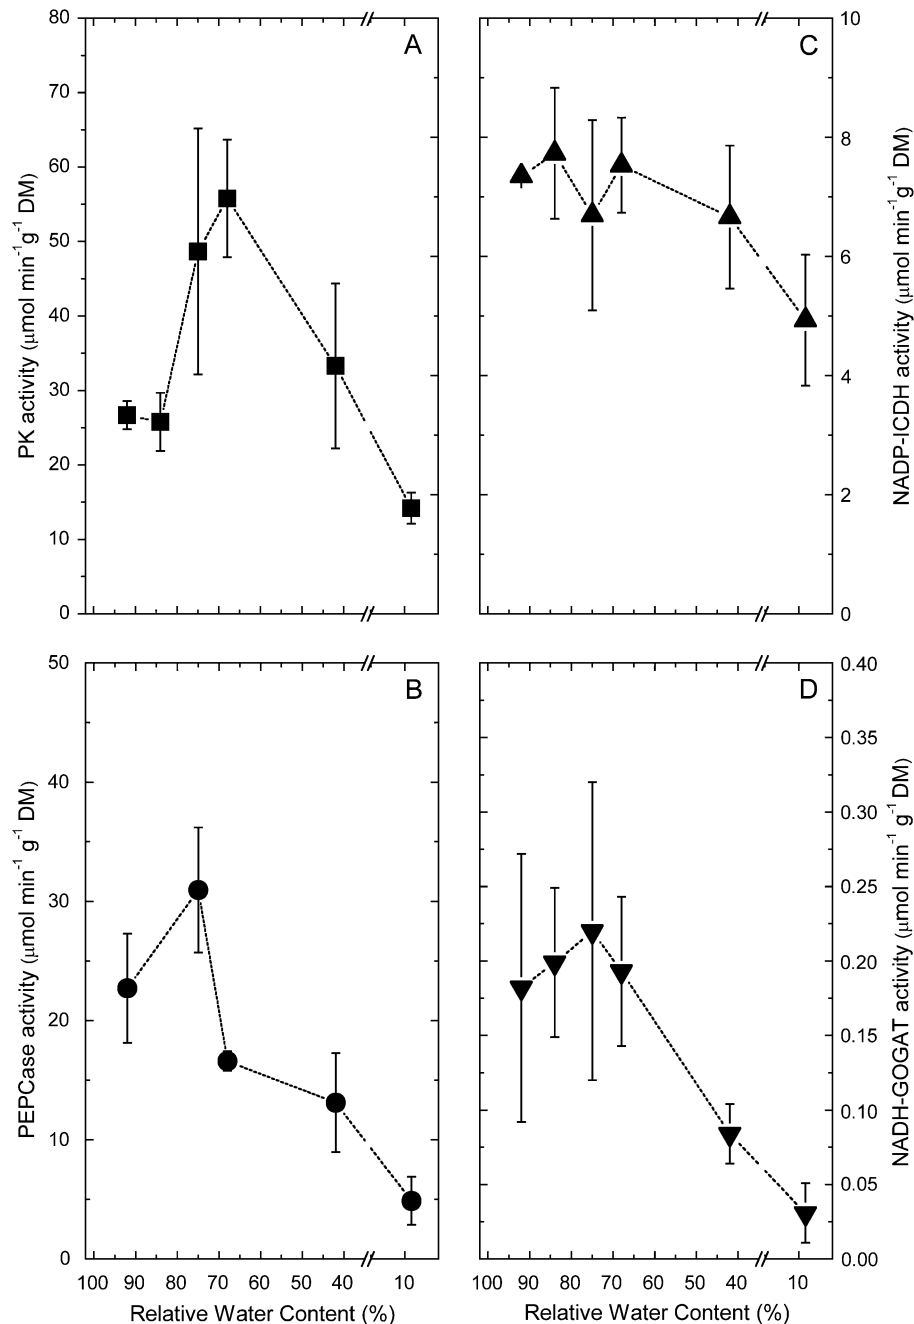 A
80
70
60
50
40
30
20
10
0
PK activity (μmol min⁻¹g⁻¹ DM)
C
10
8
6
4
2
0
NADP-ICDH activity (μmol min⁻¹g⁻¹ DM)
B
50
40
30
20
10
0
PEPCase activity (μmol min⁻¹ g⁻¹ DM)
100 90 80 70 60 50 40 10
Relative Water Content (%)
D
0.40
0.35
0.30
0.25
0.20
0.15
0.10
0.05
0.00
NADH-GOGAT activity (μmol min⁻¹ g⁻¹ DM)
100 90 80 70 60 50 40 10
Relative Water Content (%)